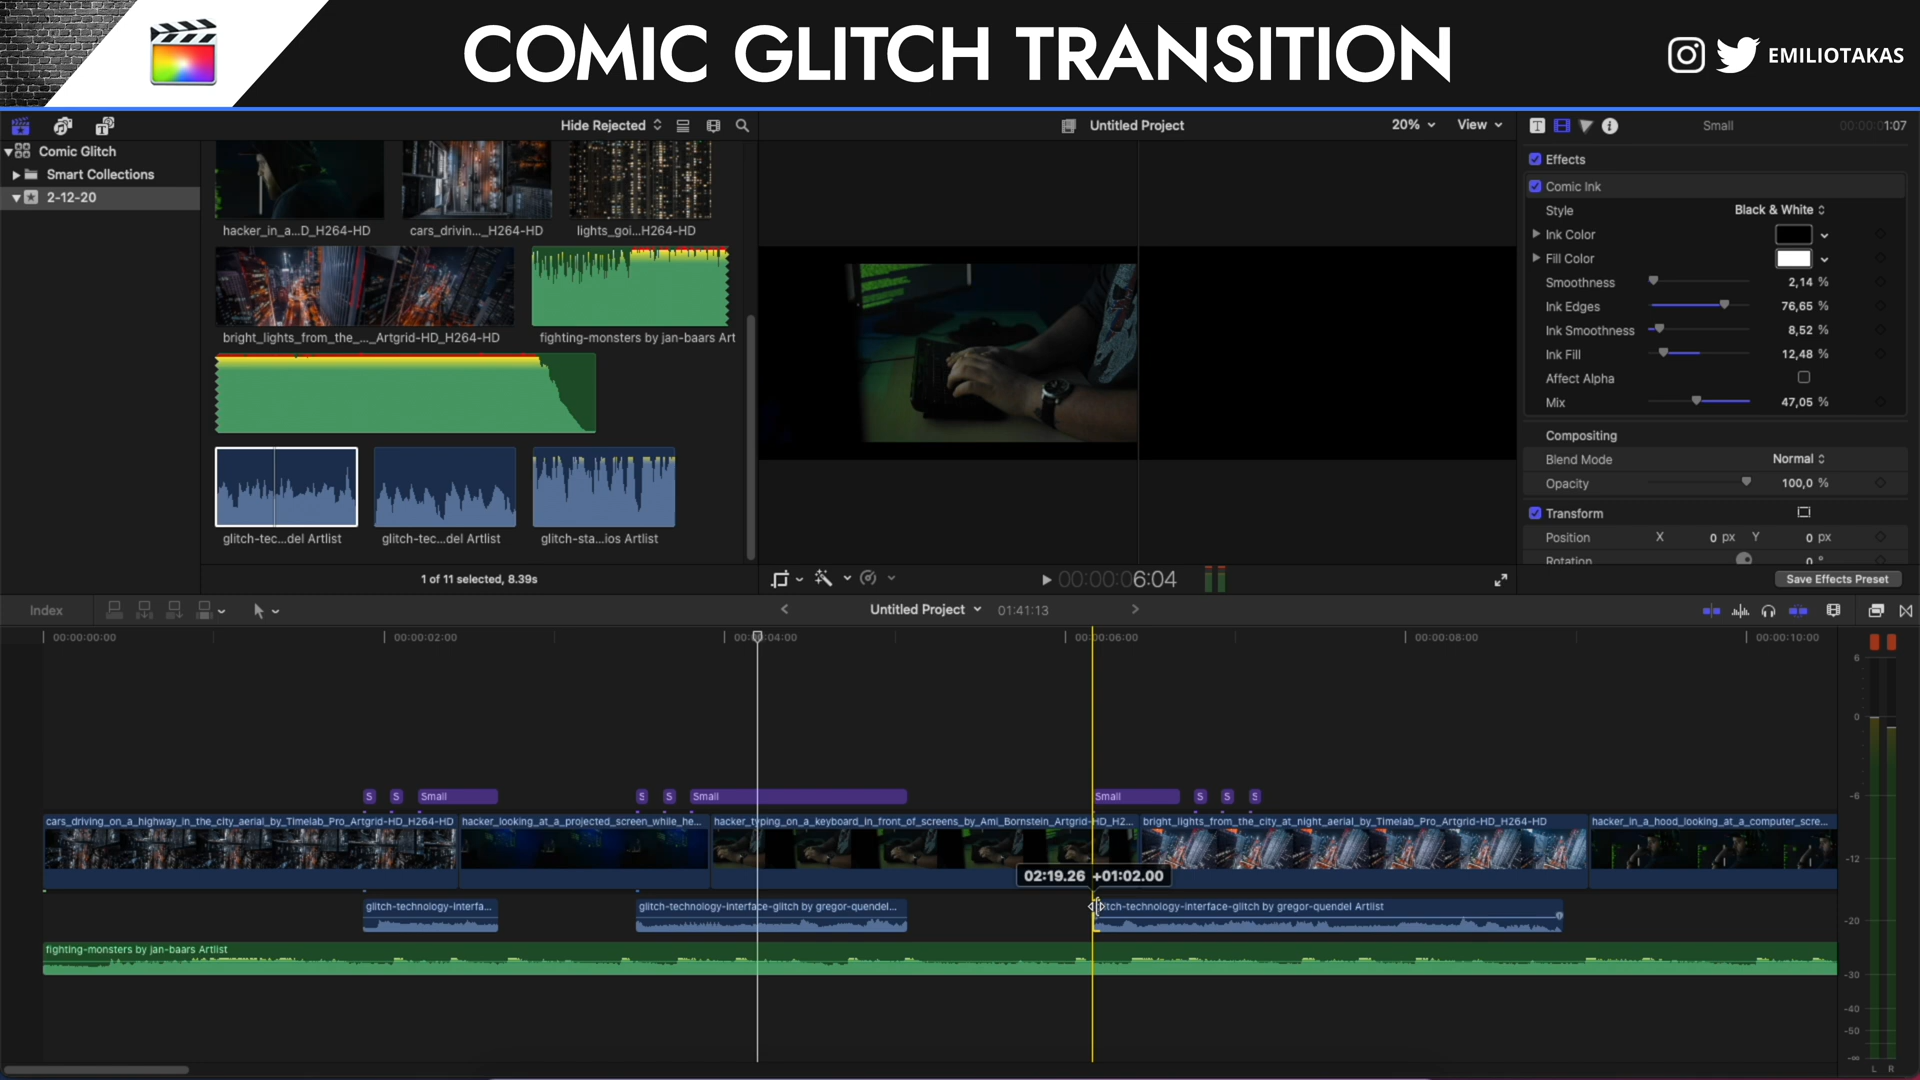 COMIC GLITCH TRANSITION
EMILIOTAKAS
Hide Rejected
Untitled Project
20%
View
Small
00:00:01:07
Comic Glitch
Smart Collections
2-12-20
hacker_in_a...D_H264-HD
cars_drivin..._H264-HD
lights_goi...H264-HD
bright_lights_from_the_..._Artgrid-HD_H264-HD
fighting-monsters by jan-baars Art
glitch-tec...del Artlist
glitch-tec...del Artlist
glitch-sta...ios Artlist
1 of 11 selected, 8.39s
00:00:06:04
Effects
Comic Ink
Style
Black & White
Ink Color
Fill Color
Smoothness
2,14 %
Ink Edges
76,65 %
Ink Smoothness
8,52 %
Ink Fill
12,48 %
Affect Alpha
Mix
47,05 %
Compositing
Blend Mode
Normal
Opacity
100,0 %
Transform
Position
X
0 px
Y
0 px
Rotation
0 °
Save Effects Preset
Index
Untitled Project
01:41:13
00:00:00:00
00:00:02:00
00:00:04:00
00:00:06:00
00:00:08:00
00:00:10:00
S
S
Small
S
S
Small
Small
S
S
S
cars_driving_on_a_highway_in_the_city_aerial_by_Timelab_Pro_Artgrid-HD_H264-HD
hacker_looking_at_a_projected_screen_while_he...
hacker_typing_on_a_keyboard_in_front_of_screens_by_Ami_Bornstein_Artgrid-HD_H2...
bright_lights_from_the_city_at_night_aerial_by_Timelab_Pro_Artgrid-HD_H264-HD
hacker_in_a_hood_looking_at_a_computer_scre...
02:19.26 +01:02.00
glitch-technology-interfa...
glitch-technology-interface-glitch by gregor-quendel...
itch-technology-interface-glitch by gregor-quendel Artlist
fighting-monsters by jan-baars Artlist
6
0
-6
-12
-20
-30
-40
-50
-∞
L
R